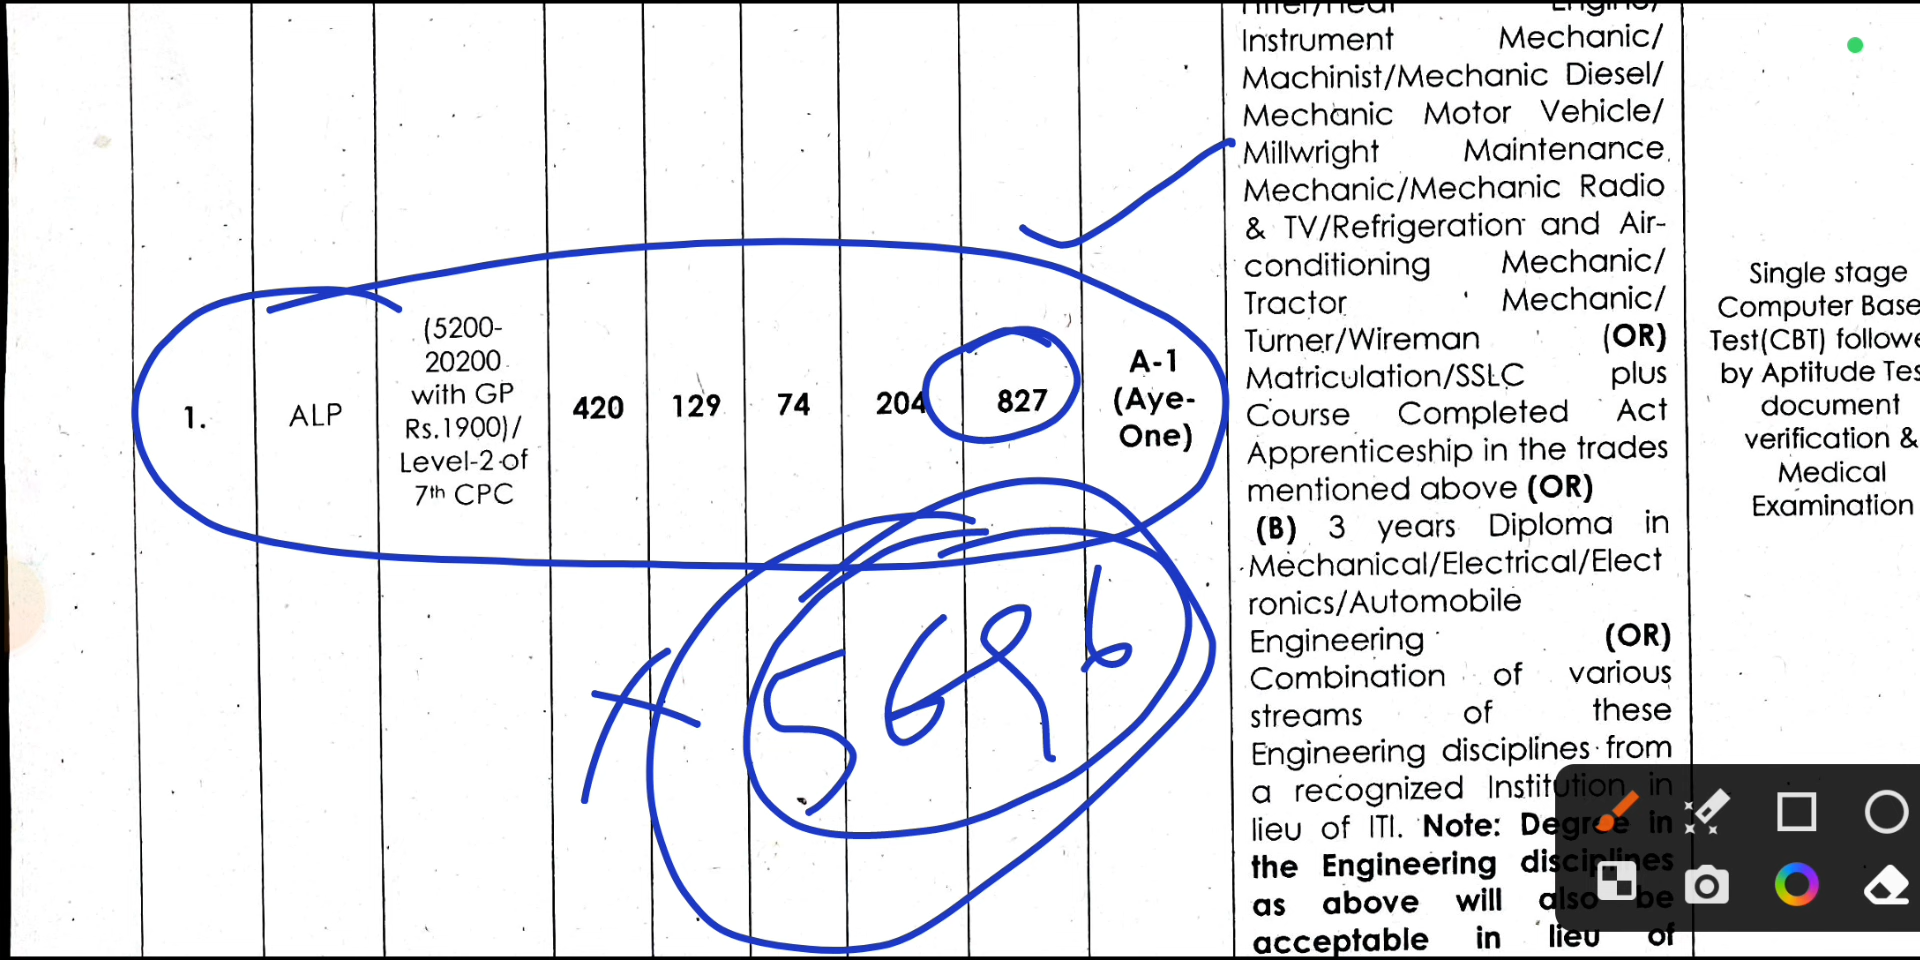 Instrument Mechanic/
Machinist/Mechanic Diesel/
Mechanic Motor Vehicle/
Millwright Maintenance
Mechanic/Mechanic Radio
& TV/Refrigeration and Air-
conditioning Mechanic/
Tractor Mechanic/
Turner/Wireman (OR)
Matriculation/SSLC plus
Course Completed Act
Apprenticeship in the trades
mentioned above (OR)
(B) 3 years Diploma in
Mechanical/Electrical/Elect
ronics/Automobile
Engineering (OR)
Combination of various
streams of these
Engineering disciplines from
a recognized Institution in
lieu of ITI. Note: Degree in
the Engineering disciplines
as above will also be
acceptable in lieu of
1.
ALP
(5200-
20200
with GP
Rs.1900)/
Level-2 of
7th CPC
420
129
74
204
827
A-1
(Aye-
One)
Single stage
Computer Base
Test(CBT) followe
by Aptitude Tes
document
verification &
Medical
Examination
5696